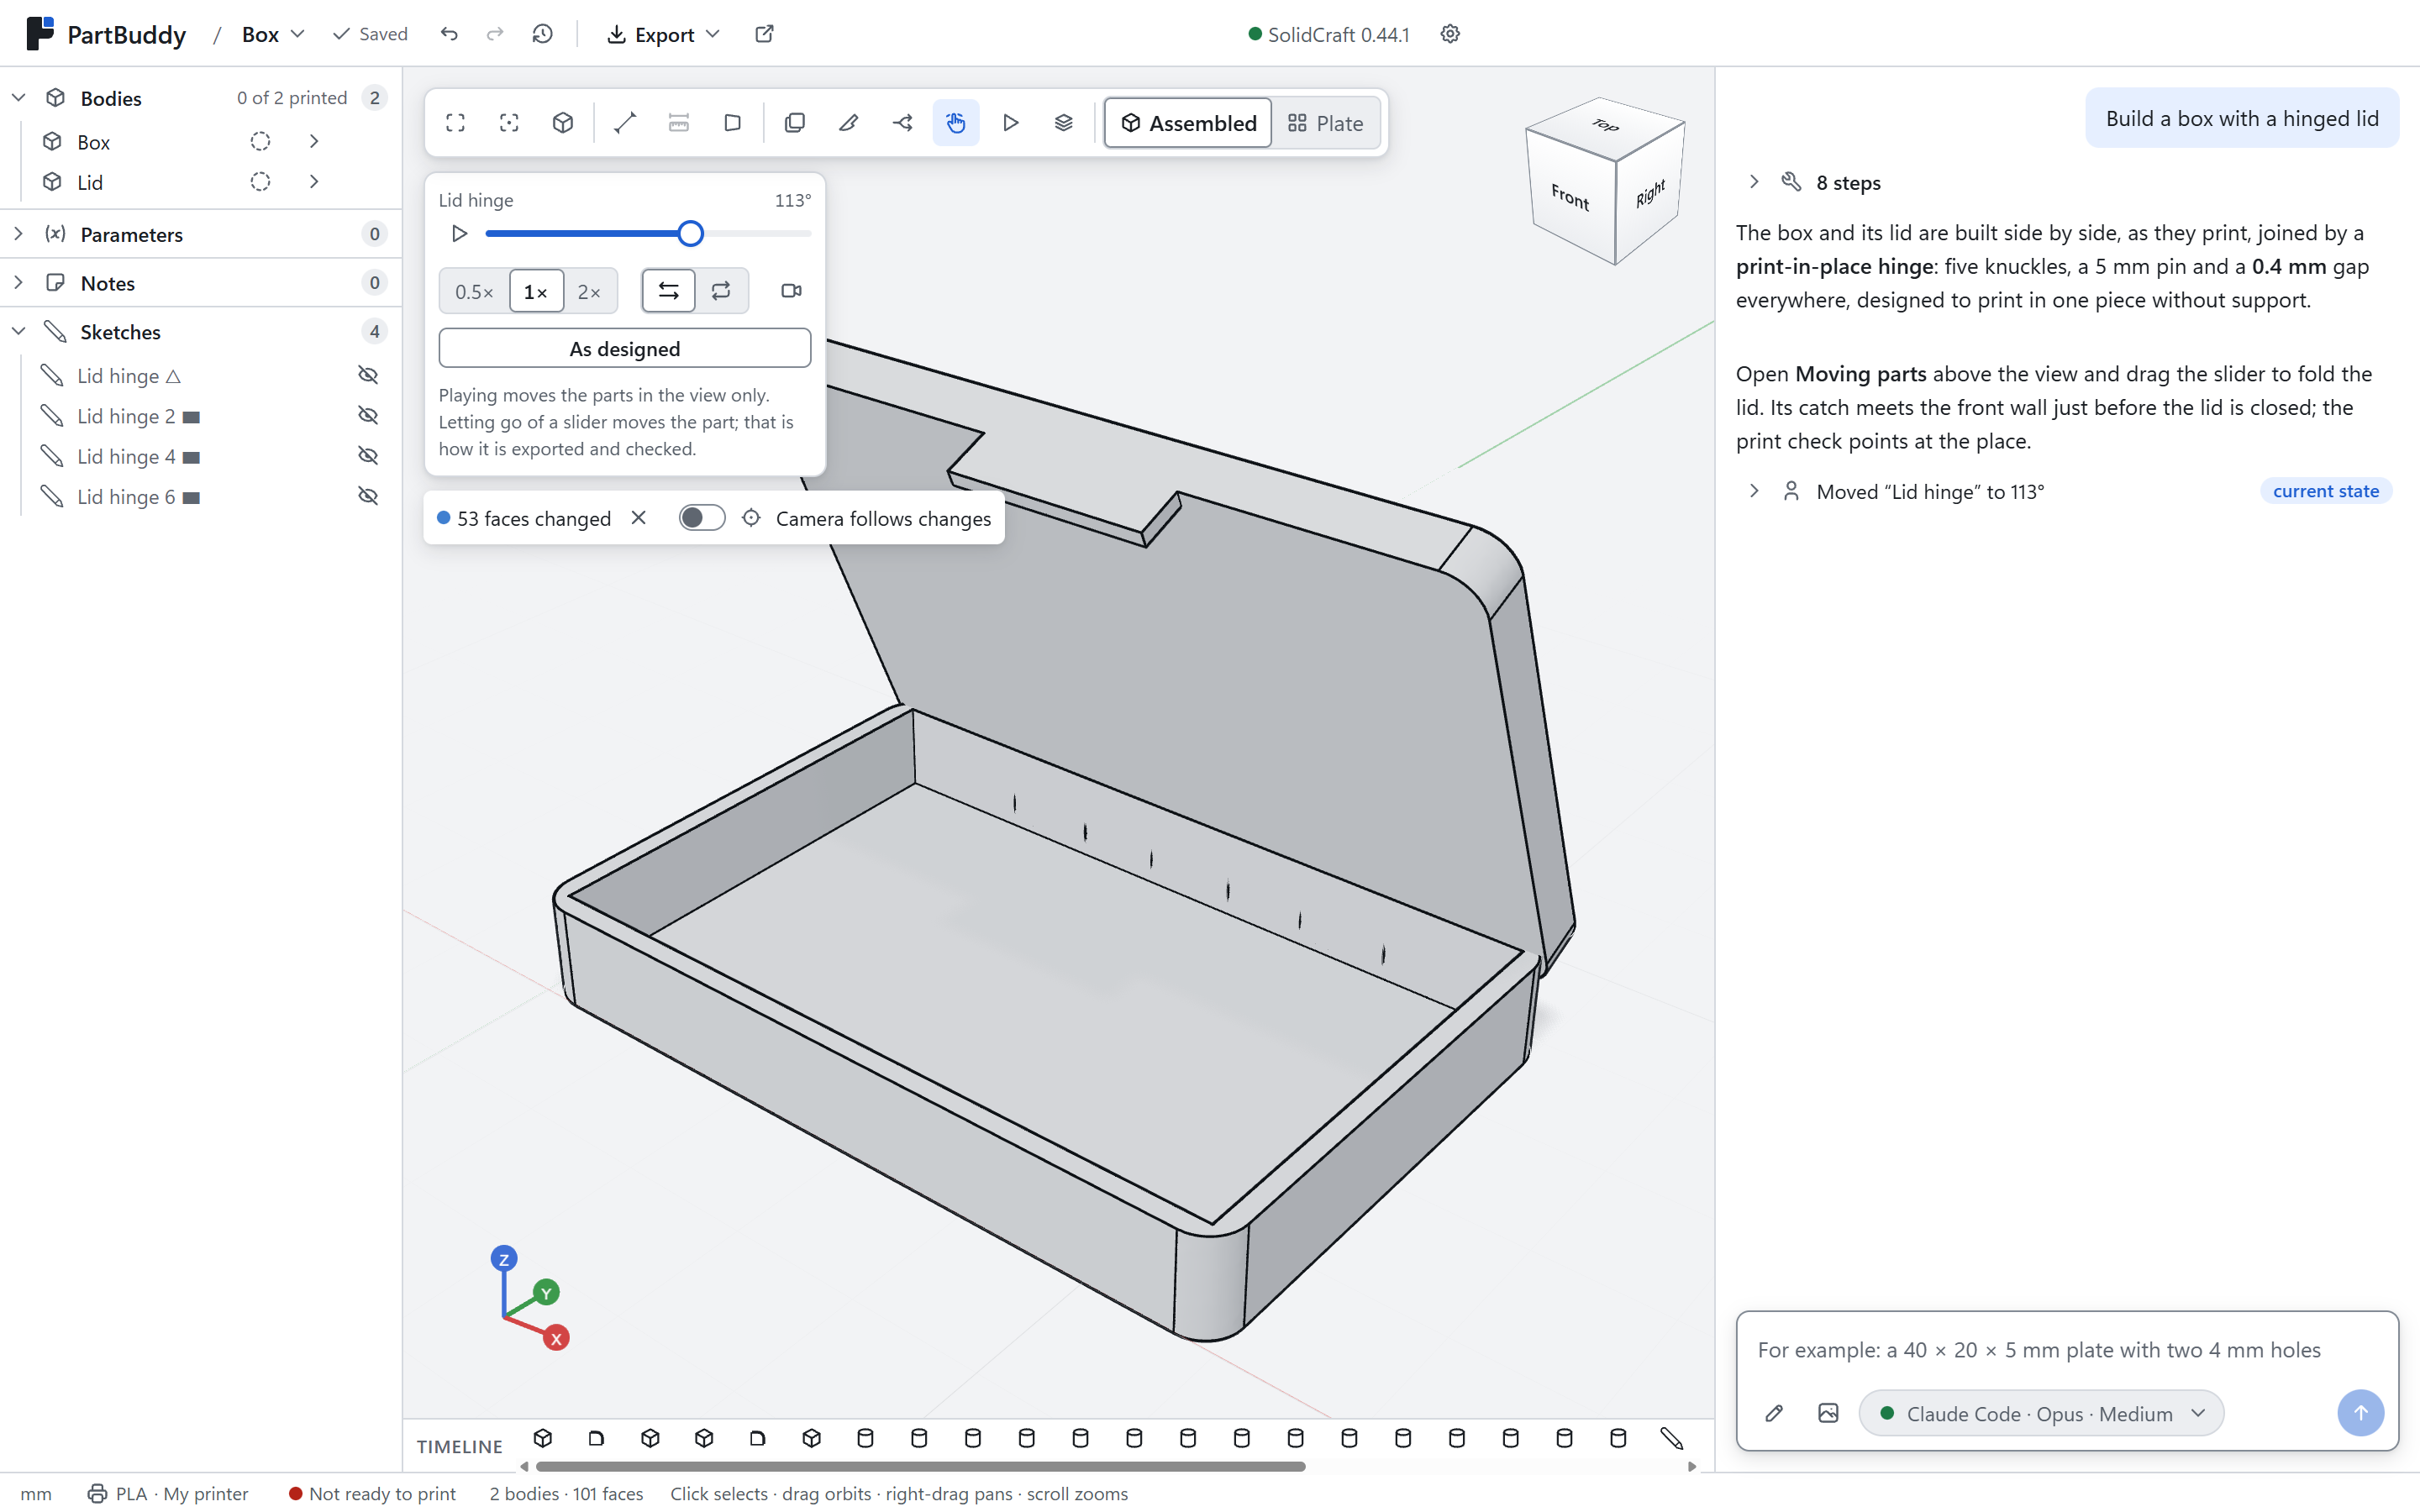 PartBuddy / Box Saved Export SolidCraft 0.44.1
Bodies 0 of 2 printed 2
Box
Lid
Parameters 0
Notes 0
Sketches 4
Lid hinge
Lid hinge 2
Lid hinge 4
Lid hinge 6
Assembled Plate
Lid hinge 113°
0.5× 1× 2×
As designed
Playing moves the parts in the view only.
Letting go of a slider moves the part; that is
how it is exported and checked.
53 faces changed Camera follows changes
Top
Front Right
Z
Y
X
TIMELINE
Build a box with a hinged lid
8 steps
The box and its lid are built side by side, as they print, joined by a
print-in-place hinge: five knuckles, a 5 mm pin and a 0.4 mm gap
everywhere, designed to print in one piece without support.
Open Moving parts above the view and drag the slider to fold the
lid. Its catch meets the front wall just before the lid is closed; the
print check points at the place.
Moved “Lid hinge” to 113° current state
For example: a 40 × 20 × 5 mm plate with two 4 mm holes
Claude Code · Opus · Medium
mm PLA · My printer Not ready to print 2 bodies · 101 faces Click selects · drag orbits · right-drag pans · scroll zooms